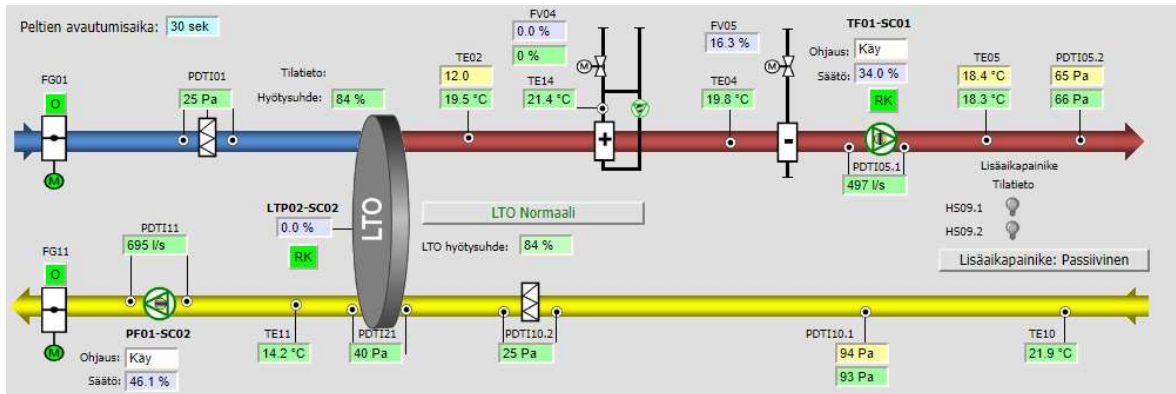 Peltien avautumisaika: 30 sek
FV04
0.0 %
0 %
FV05
16.3 %
TF01-SC01
Ohjaus: Käy
Säätö: 34.0 %
RK
FG01
O
M
PDTI01
25 Pa
Tilatieto:
Hyötysuhde: 84 %
TE02
12.0
19.5 °C
TE14
21.4 °C
M
TE04
19.8 °C
M
TE05
18.4 °C
18.3 °C
PDTI05.2
65 Pa
66 Pa
+
-
PDTI05.1
497 l/s
Lisäaikapainike
Tilatieto
HS09.1
HS09.2
Lisäaikapainike: Passiivinen
LTP02-SC02
0.0 %
RK
LTO
LTO Normaali
LTO hyötysuhde: 84 %
PDTI11
695 l/s
FG11
O
M
PF01-SC02
Ohjaus: Käy
Säätö: 46.1 %
TE11
14.2 °C
PDTI21
40 Pa
PDTI10.2
25 Pa
PDTI10.1
94 Pa
93 Pa
TE10
21.9 °C